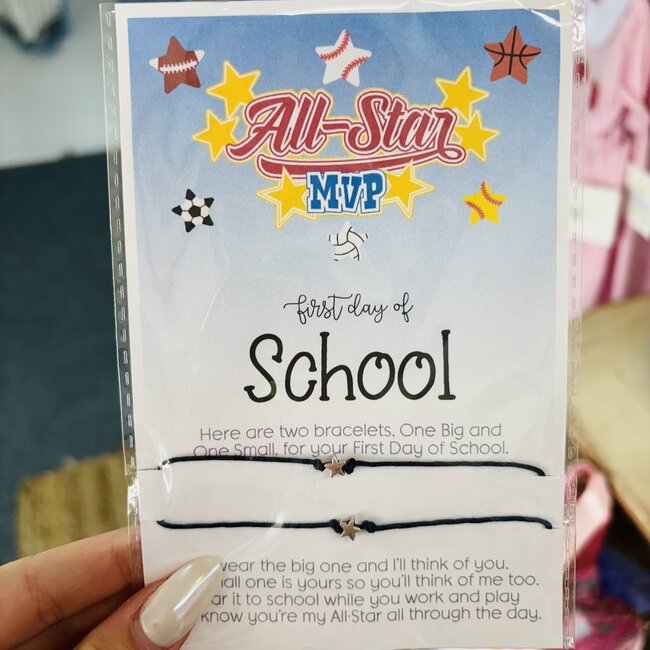 All-Star
MVP
first day of
School
Here are two bracelets. One Big and
One Small, for your First Day of School.
wear the big one and I'll think of you.
one is yours so you'll think of me too.
it to school while you work and play
know you're my All-Star all through the day.